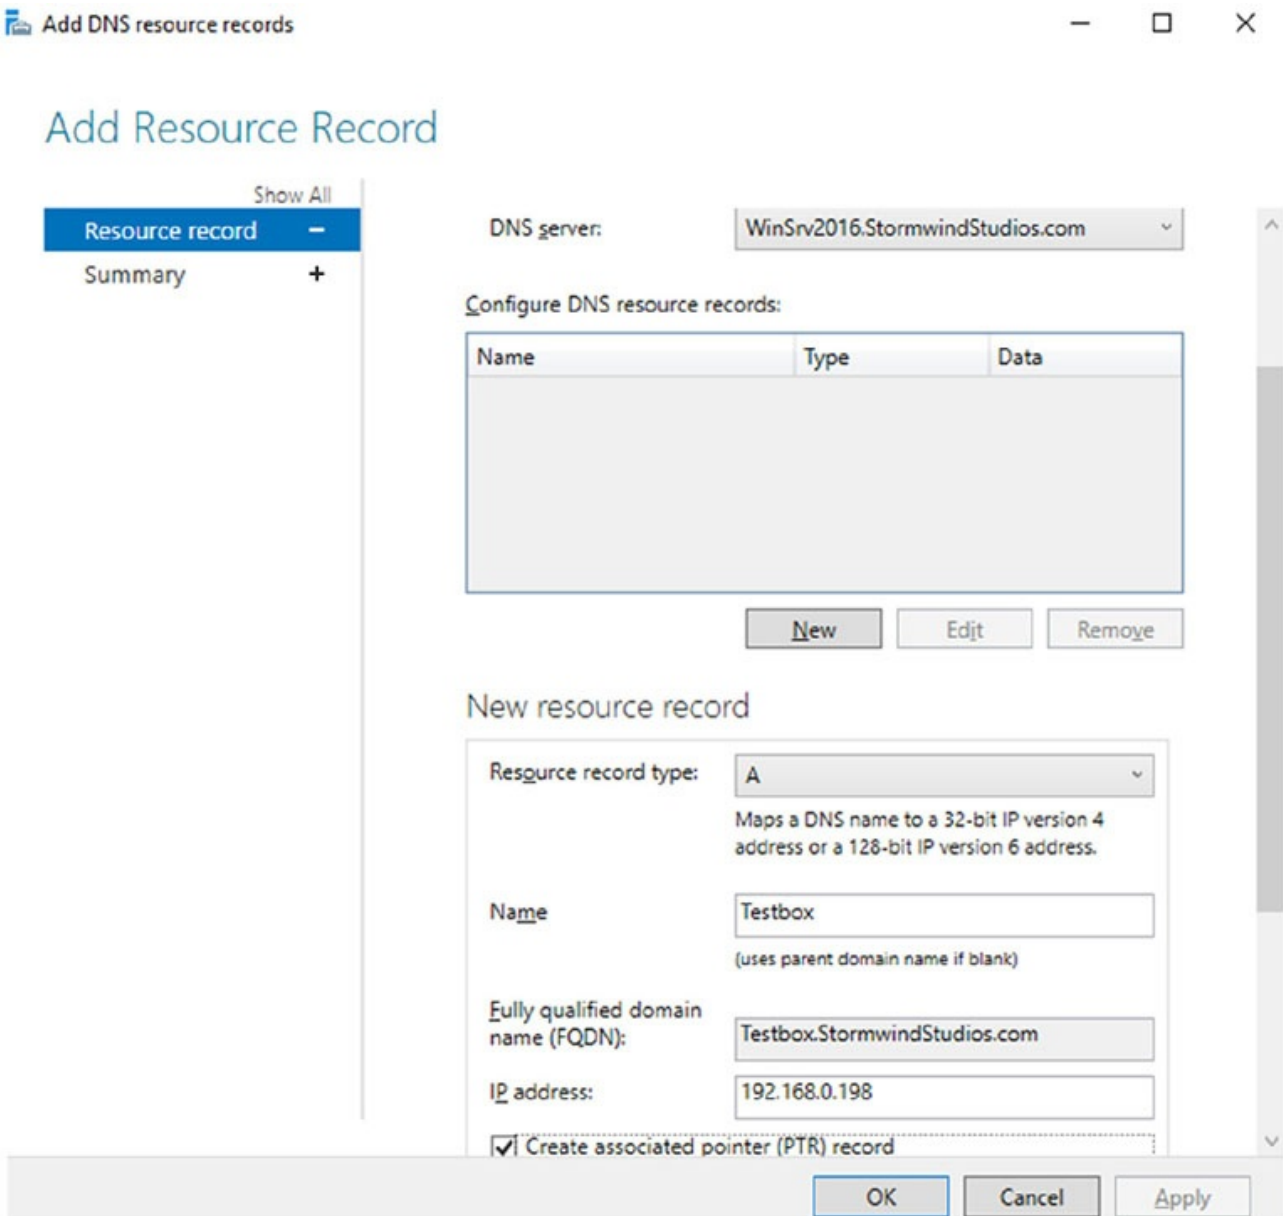 Add DNS resource records
Add Resource Record
Show All
Resource record
Summary
DNS server:
WinSrv2016.StormwindStudios.com
Configure DNS resource records:
Name Type Data
New Edit Remove
New resource record
Resource record type:
A
Maps a DNS name to a 32-bit IP version 4
address or a 128-bit IP version 6 address.
Name
Testbox
(uses parent domain name if blank)
Fully qualified domain
name (FQDN):
Testbox.StormwindStudios.com
IP address:
192.168.0.198
Create associated pointer (PTR) record
OK Cancel Apply